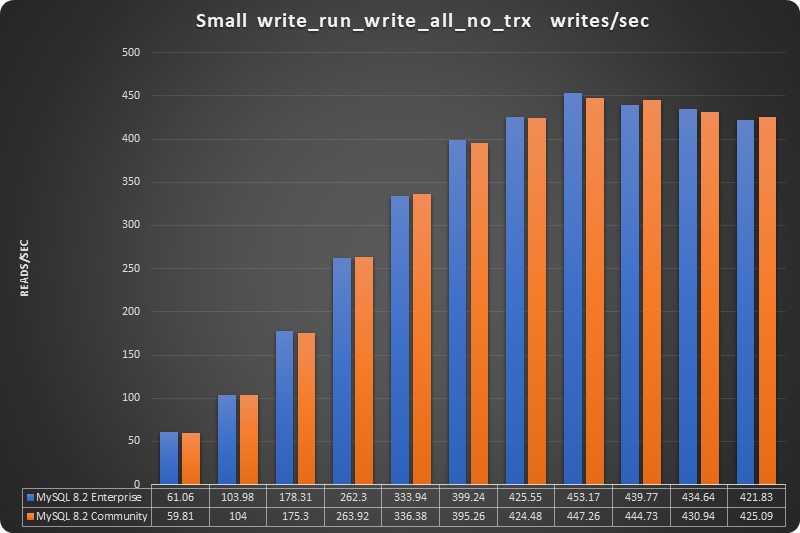 Small write_run_write_all_no_trx writes/sec
500
450
400
350
300
250
200
150
100
50
0
READS/SEC
MySQL 8.2 Enterprise 61.06 103.98 178.31 262.3 333.94 399.24 425.55 453.17 439.77 434.64 421.83
MySQL 8.2 Community 59.81 104 175.3 263.92 336.38 395.26 424.48 447.26 444.73 430.94 425.09